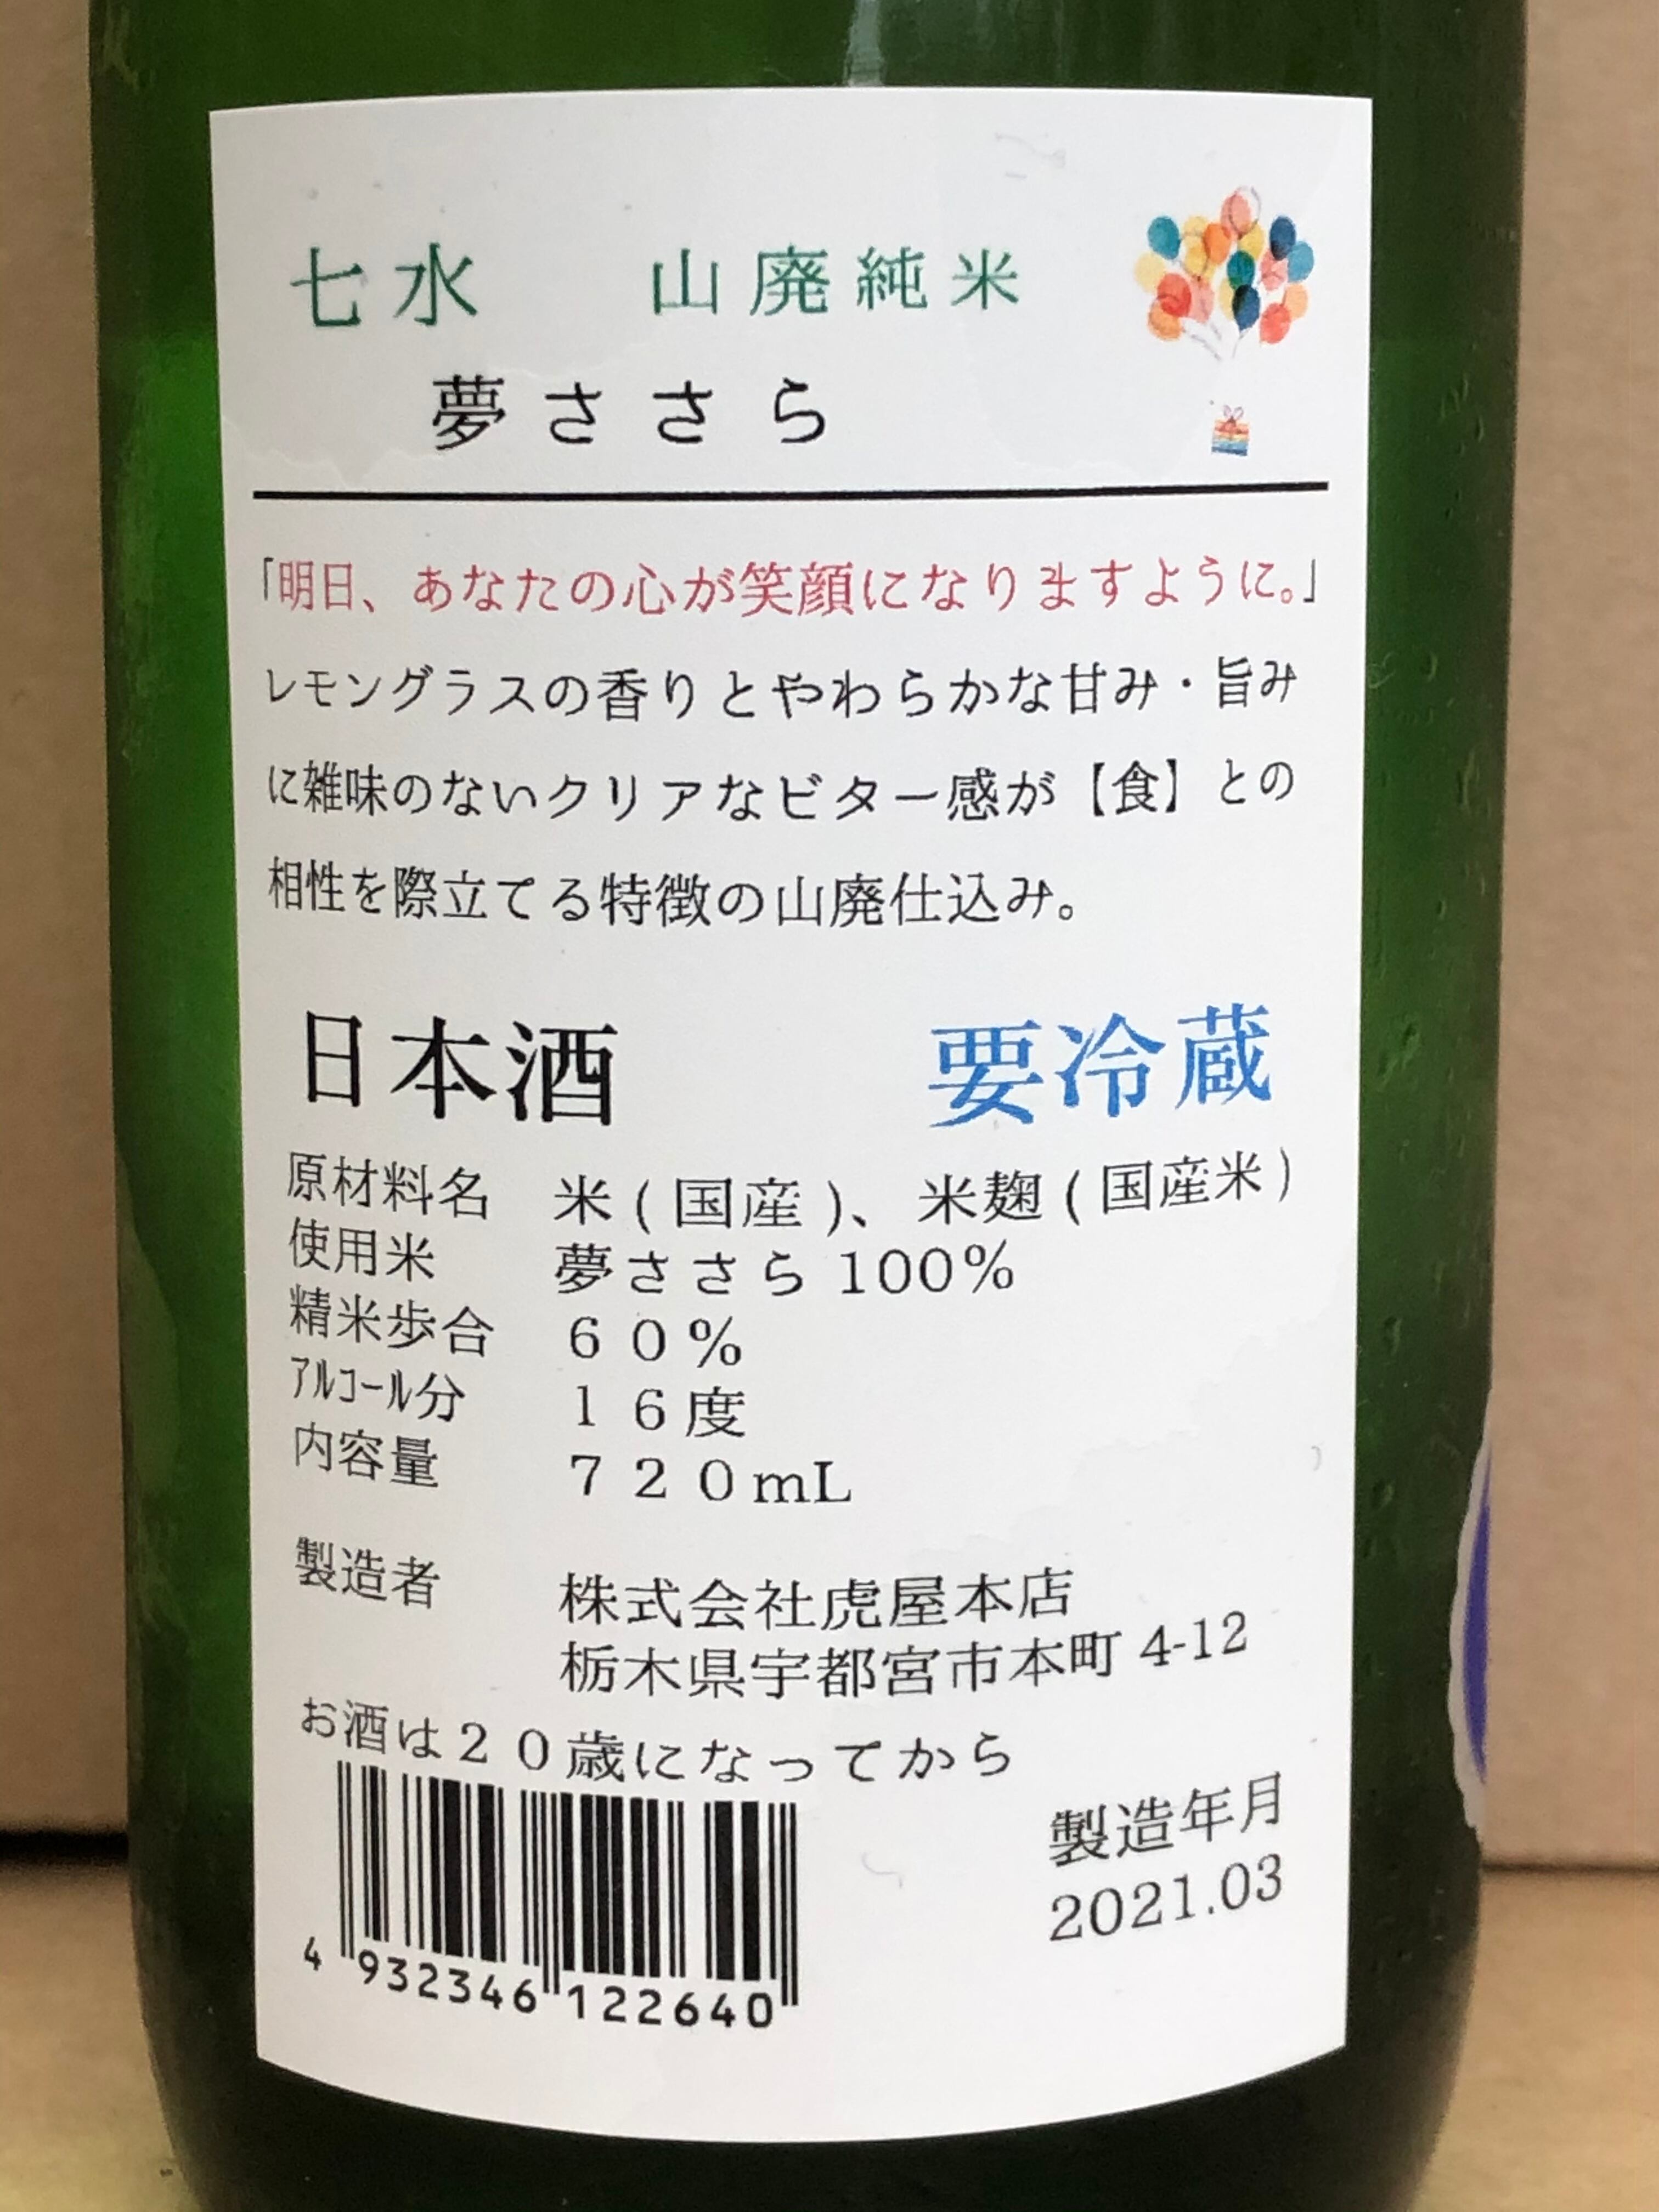 七水 山廃純米
夢ささら
「明日、あなたの心が笑顔になりますように。」
レモングラスの香りとやわらかな甘み・旨み
に雑味のないクリアなビター感が【食】との
相性を際立てる特徴の山廃仕込み。
日本酒 要冷蔵
原材料名 米(国産)、米麹(国産米)
使用米 夢ささら100%
精米歩合 60%
アルコール分 16度
内容量 720mL
製造者 株式会社虎屋本店
栃木県宇都宮市本町4-12
お酒は20歳になってから
製造年月
2021.03
4 932346 122640